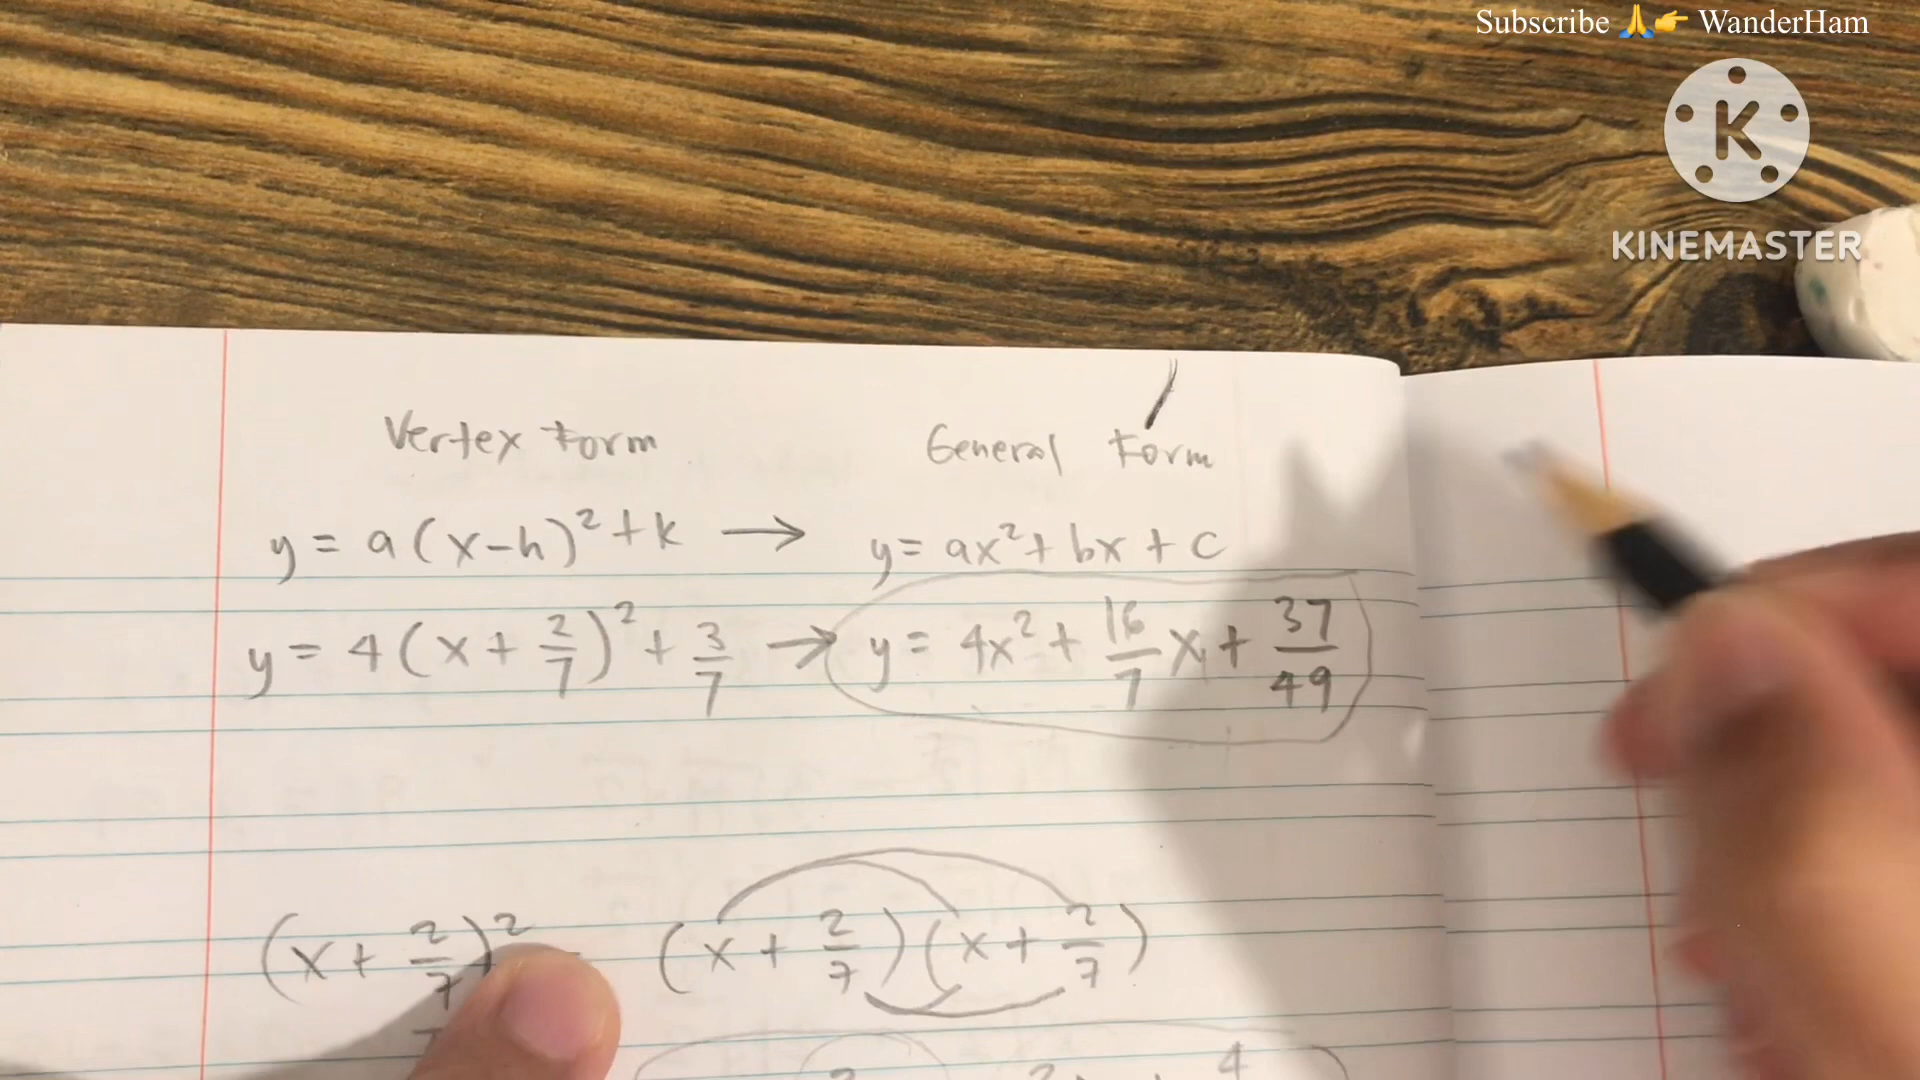 Subscribe 🙏👉 WanderHam
K
KINEMASTER
Vertex Form General Form
y = a(x-h)² + k → y = ax² + bx + c
y = 4(x + 2/7)² + 3/7 → y = 4x² + 16/7 x + 37/49
(x + 2/7)² (x + 2/7)(x + 2/7)
4